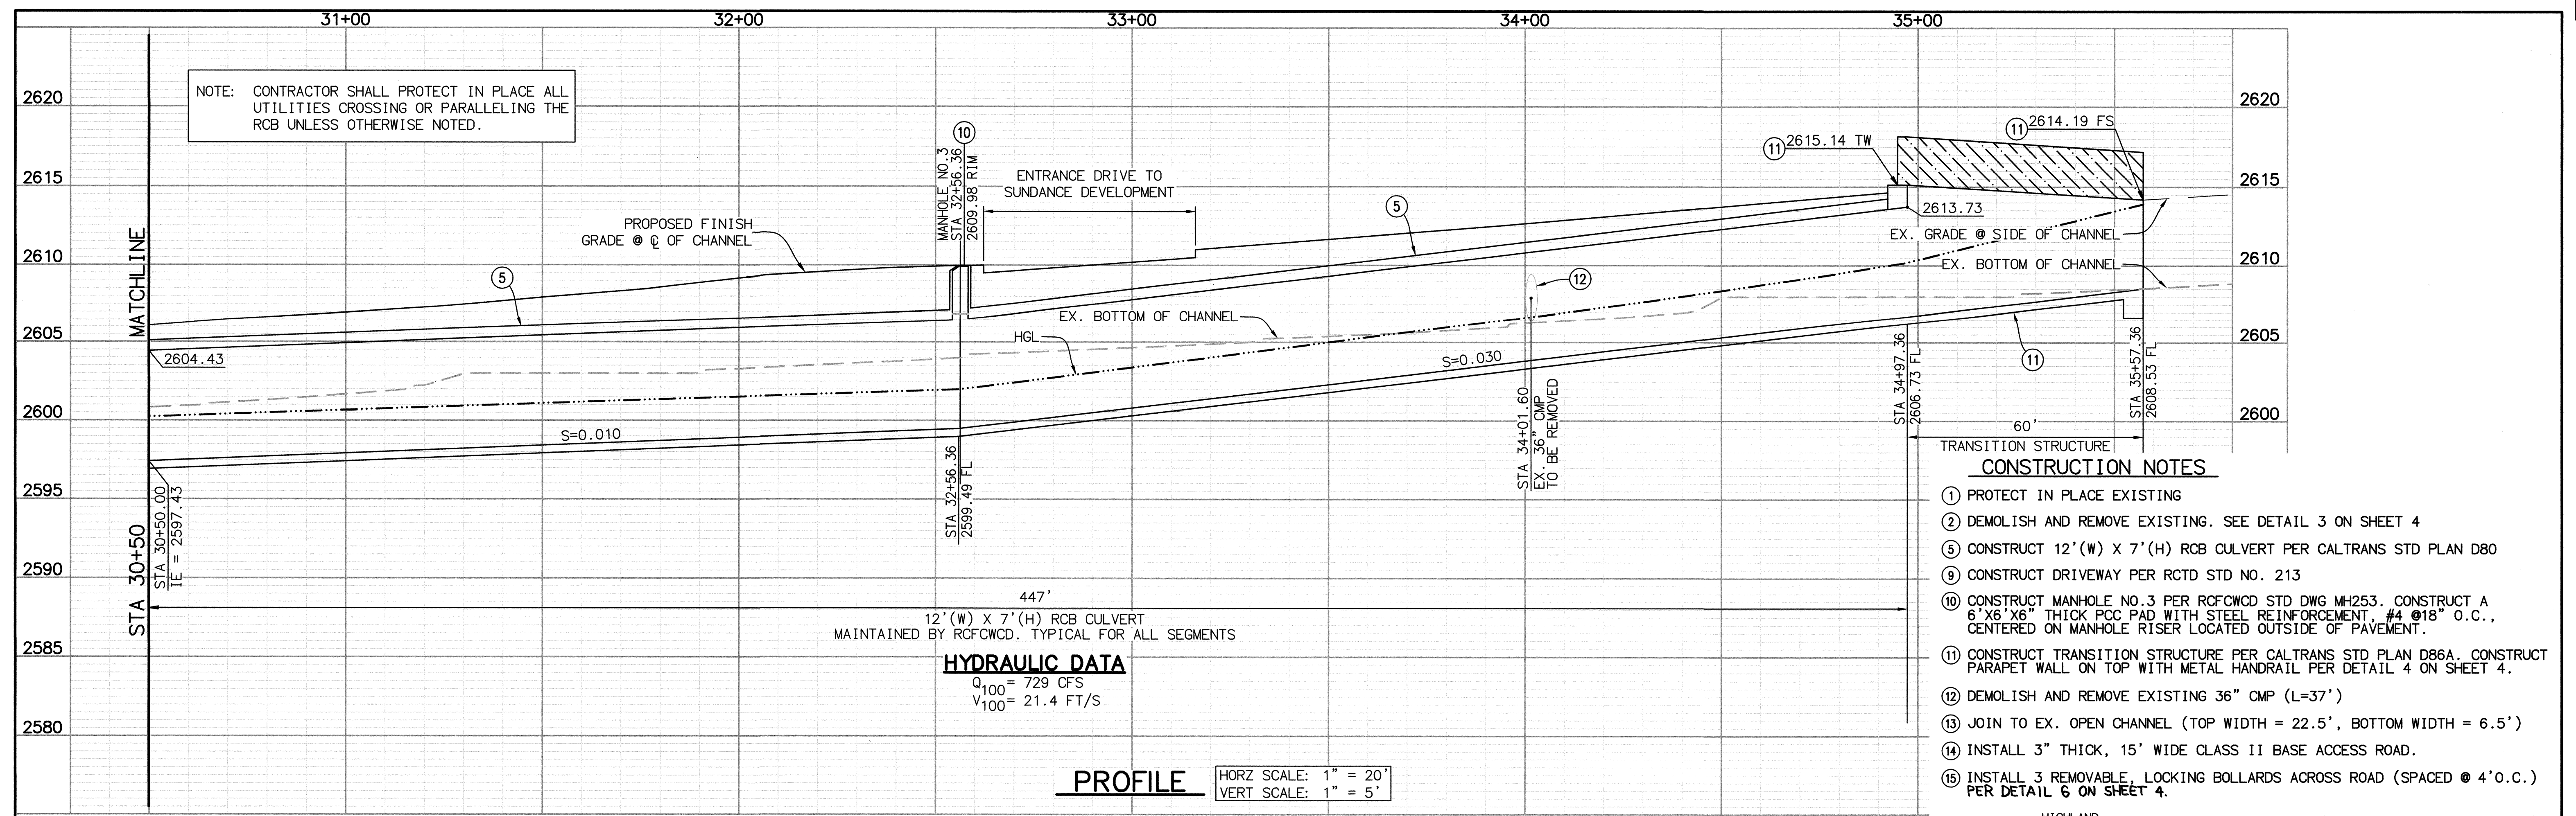 31+00 32+00 33+00 34+00 35+00
NOTE: CONTRACTOR SHALL PROTECT IN PLACE ALL
UTILITIES CROSSING OR PARALLELING THE
RCB UNLESS OTHERWISE NOTED.
2620
2615
2610
2605
2600
2595
2590
2585
2580
2620
2615
2610
2605
2600
MATCHLINE
STA 30+50
2604.43
STA 30+50.00
IE = 2597.43
5
PROPOSED FINISH
GRADE @ ℄ OF CHANNEL
S=0.010
10
MANHOLE NO.3
STA 32+56.36
2609.98 RIM
ENTRANCE DRIVE TO
SUNDANCE DEVELOPMENT
STA 32+56.36
2599.49 FL
EX. BOTTOM OF CHANNEL
HGL
5
S=0.030
12
STA 34+01.60
EX. 36" CMP
TO BE REMOVED
11 2615.14 TW
11 2614.19 FS
2613.73
EX. GRADE @ SIDE OF CHANNEL
EX. BOTTOM OF CHANNEL
11
STA 34+97.36
2606.73 FL
STA 35+57.36
2608.53 FL
60'
TRANSITION STRUCTURE
447'
12'(W) X 7'(H) RCB CULVERT
MAINTAINED BY RCFCWCD. TYPICAL FOR ALL SEGMENTS
HYDRAULIC DATA
Q100= 729 CFS
V100= 21.4 FT/S
PROFILE
HORZ SCALE: 1" = 20'
VERT SCALE: 1" = 5'
CONSTRUCTION NOTES
1 PROTECT IN PLACE EXISTING
2 DEMOLISH AND REMOVE EXISTING. SEE DETAIL 3 ON SHEET 4
5 CONSTRUCT 12'(W) X 7'(H) RCB CULVERT PER CALTRANS STD PLAN D80
9 CONSTRUCT DRIVEWAY PER RCTD STD NO. 213
10 CONSTRUCT MANHOLE NO.3 PER RCFCWCD STD DWG MH253. CONSTRUCT A
6'X6'X6" THICK PCC PAD WITH STEEL REINFORCEMENT, #4 @18" O.C.,
CENTERED ON MANHOLE RISER LOCATED OUTSIDE OF PAVEMENT.
11 CONSTRUCT TRANSITION STRUCTURE PER CALTRANS STD PLAN D86A. CONSTRUCT
PARAPET WALL ON TOP WITH METAL HANDRAIL PER DETAIL 4 ON SHEET 4.
12 DEMOLISH AND REMOVE EXISTING 36" CMP (L=37')
13 JOIN TO EX. OPEN CHANNEL (TOP WIDTH = 22.5', BOTTOM WIDTH = 6.5')
14 INSTALL 3" THICK, 15' WIDE CLASS II BASE ACCESS ROAD.
15 INSTALL 3 REMOVABLE, LOCKING BOLLARDS ACROSS ROAD (SPACED @ 4'O.C.)
PER DETAIL 6 ON SHEET 4.
HIGHLAND